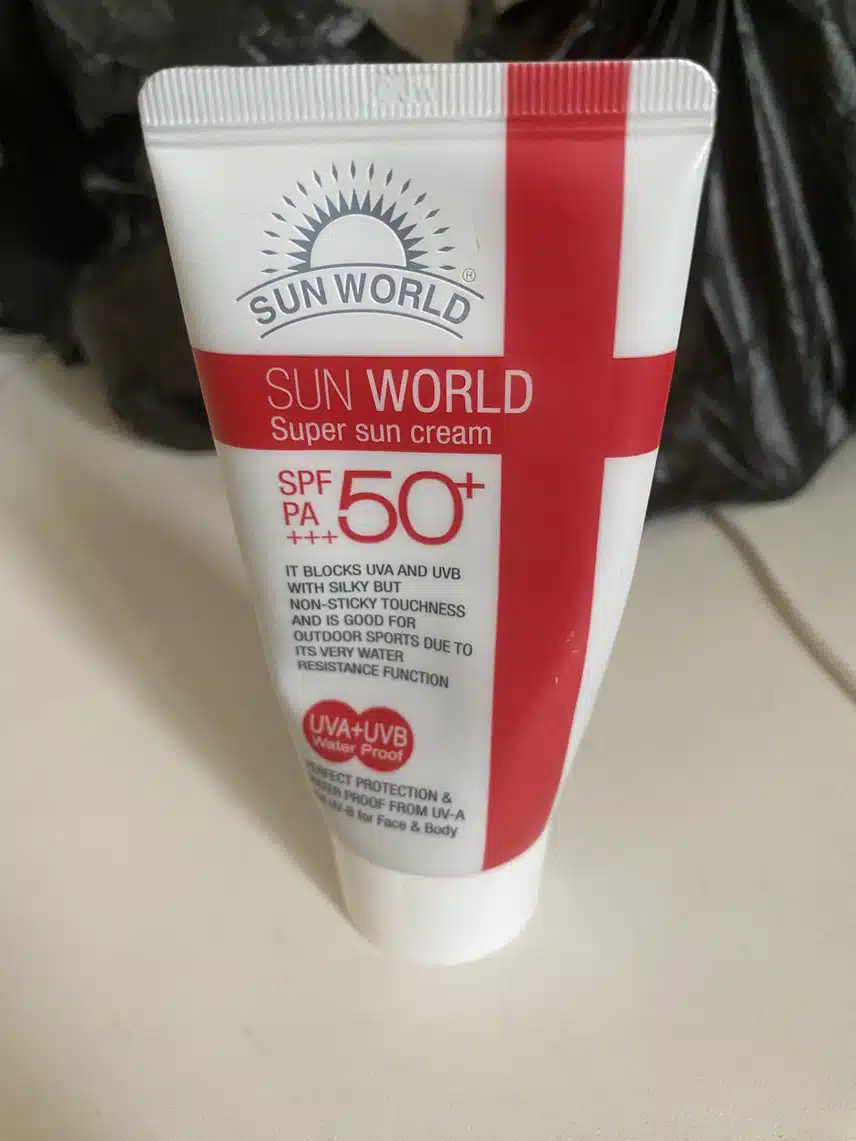 SUN WORLD ®
SUN WORLD
Super sun cream
SPF 50+
PA
+++
IT BLOCKS UVA AND UVB
WITH SILKY BUT
NON-STICKY TOUCHNESS
AND IS GOOD FOR
OUTDOOR SPORTS DUE TO
ITS VERY WATER
RESISTANCE FUNCTION
UVA+UVB
Water Proof
PERFECT PROTECTION &
WATER PROOF FROM UV-A
UV-B for Face & Body